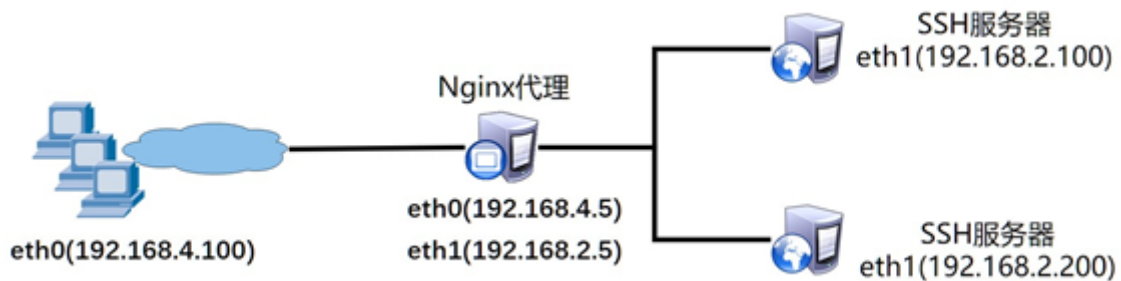 SSH服务器
eth1(192.168.2.100)
Nginx代理
eth0(192.168.4.5)
eth1(192.168.2.5)
eth0(192.168.4.100)
SSH服务器
eth1(192.168.2.200)